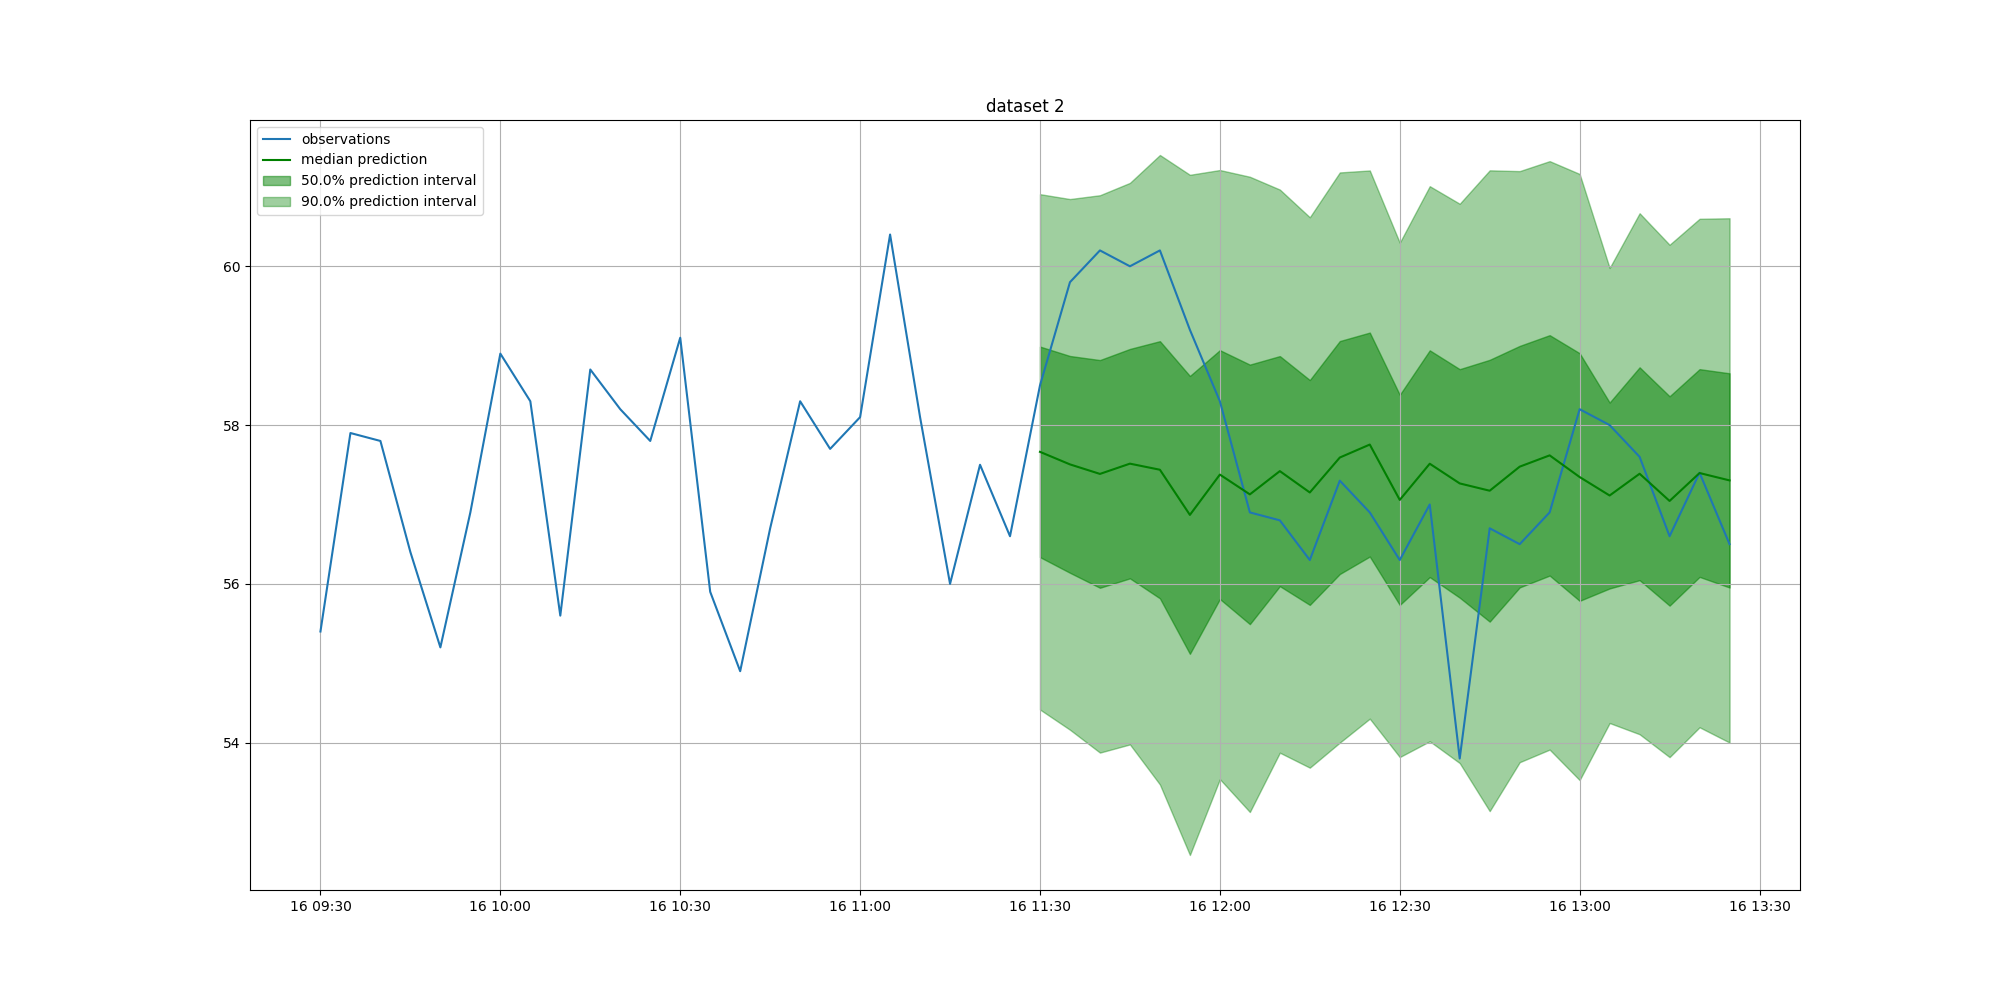 dataset 2
observations
median prediction
50.0% prediction interval
90.0% prediction interval
60
58
56
54
16 09:30 16 10:00 16 10:30 16 11:00 16 11:30 16 12:00 16 12:30 16 13:00 16 13:30